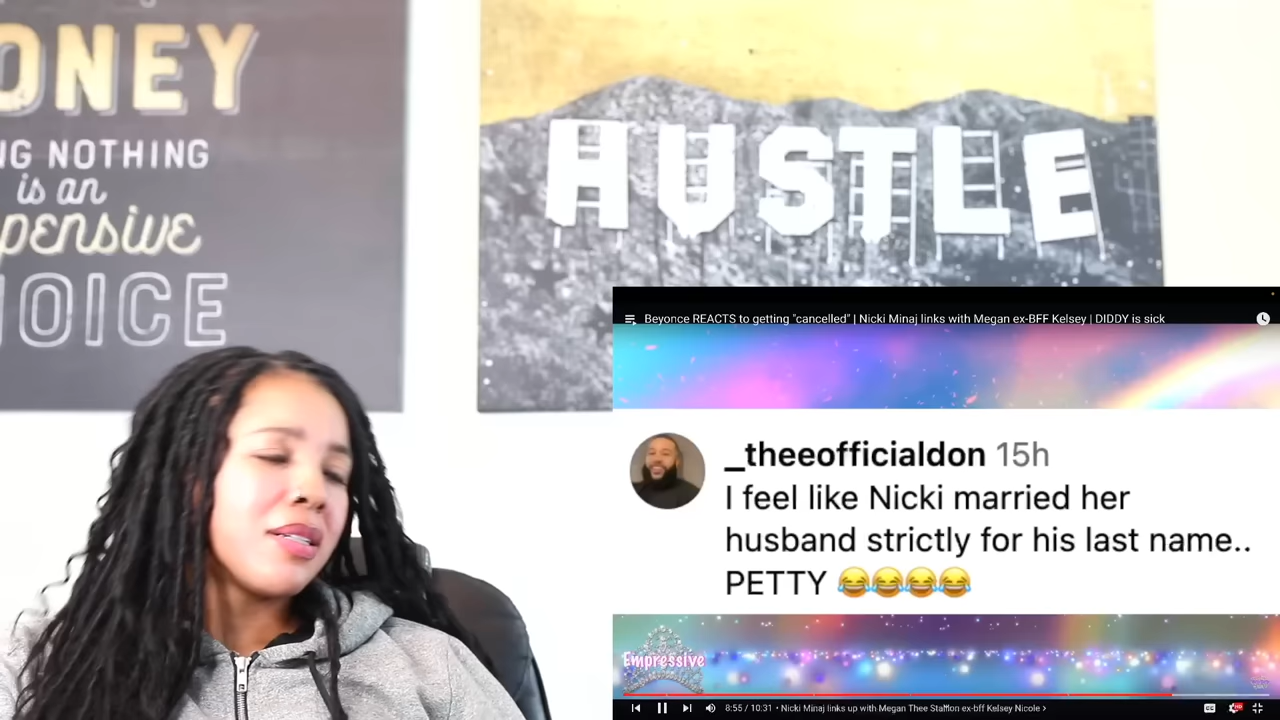 ONEY
NG NOTHING
is an
pensive
OICE
HUSTLE
Beyonce REACTS to getting "cancelled" | Nicki Minaj links with Megan ex-BFF Kelsey | DIDDY is sick
_theeofficialdon 15h
I feel like Nicki married her
husband strictly for his last name..
PETTY 😂😂😂😂
Empressive
8:55 / 10:31 • Nicki Minaj links up with Megan Thee Stallion ex-bff Kelsey Nicole >
CC
HD